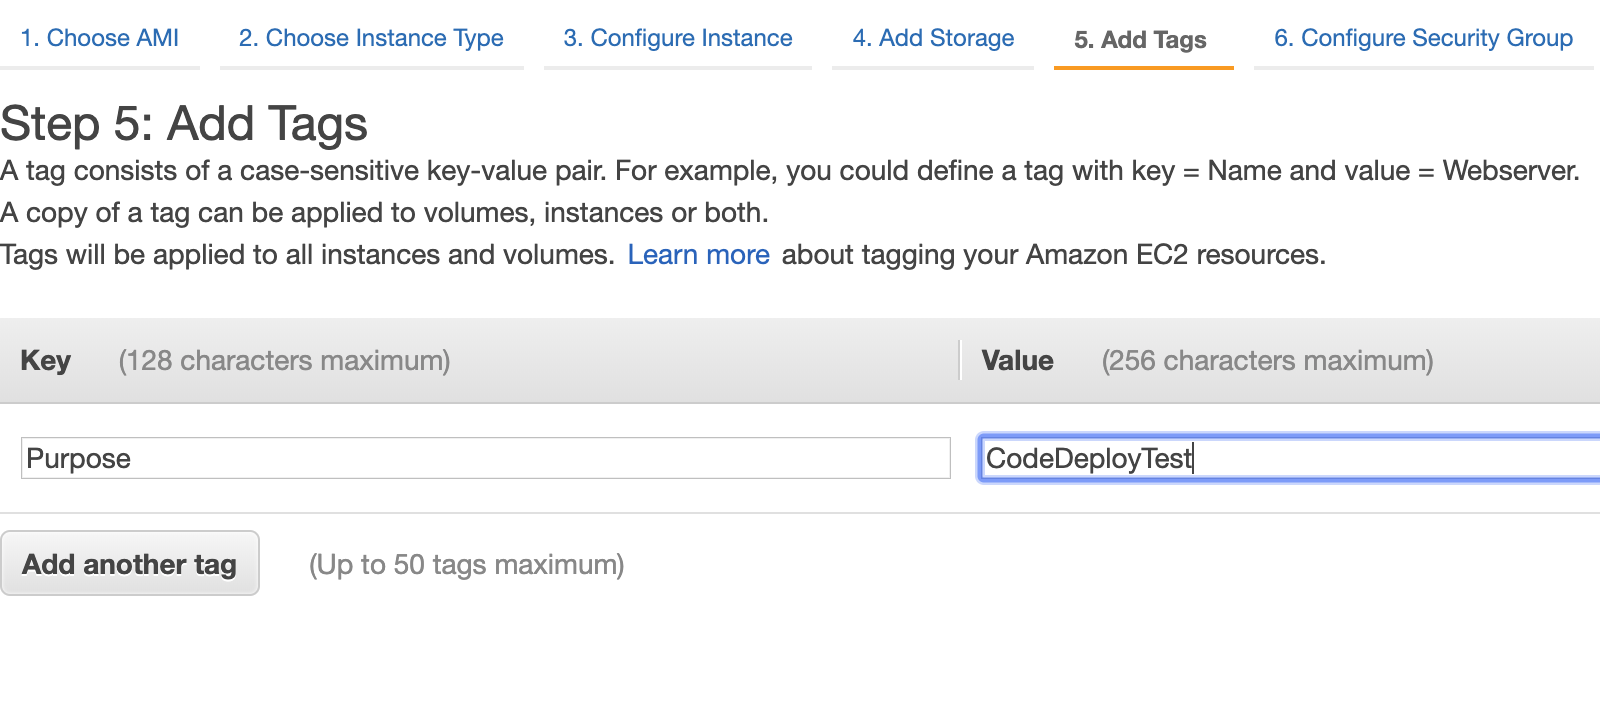 1. Choose AMI 2. Choose Instance Type 3. Configure Instance 4. Add Storage 5. Add Tags 6. Configure Security Group
Step 5: Add Tags
A tag consists of a case-sensitive key-value pair. For example, you could define a tag with key = Name and value = Webserver.
A copy of a tag can be applied to volumes, instances or both.
Tags will be applied to all instances and volumes. Learn more about tagging your Amazon EC2 resources.
Key (128 characters maximum) Value (256 characters maximum)
Purpose CodeDeployTest
Add another tag (Up to 50 tags maximum)